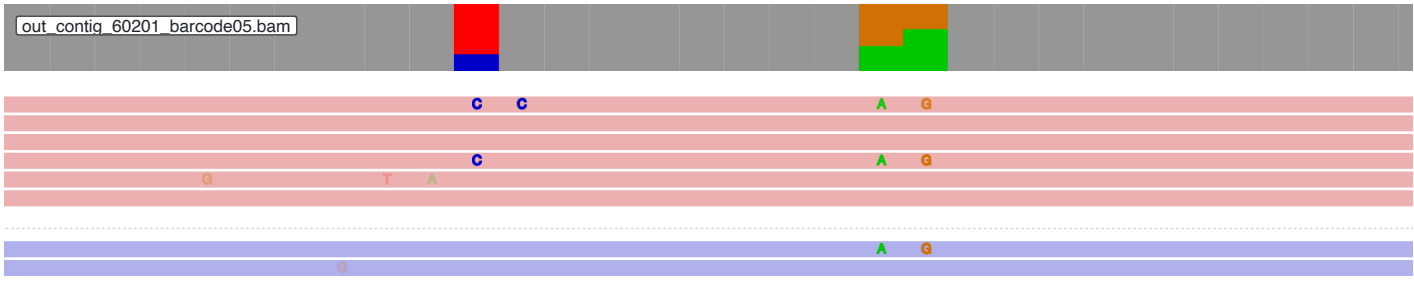 out_contig_60201_barcode05.bam
C C A G
C A G
G T A
A G
G